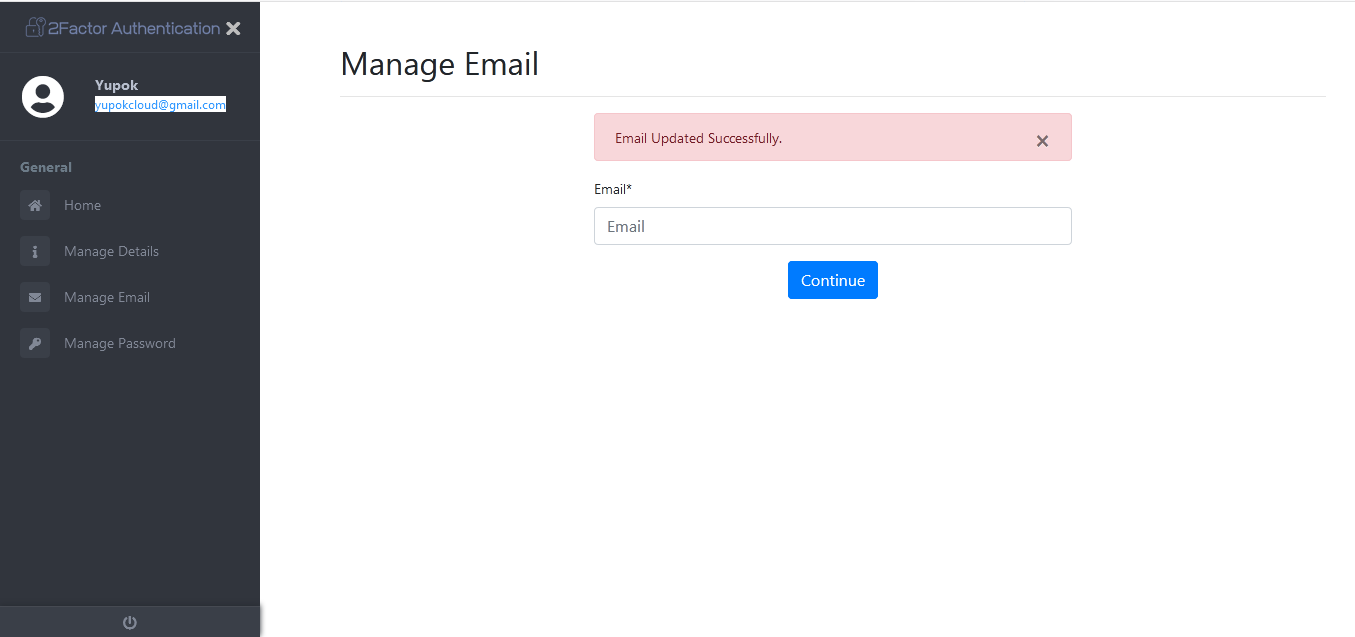 2Factor Authentication
Yupok
yupokcloud@gmail.com
General
Home
Manage Details
Manage Email
Manage Password
Manage Email
Email Updated Successfully. ×
Email*
Email
Continue